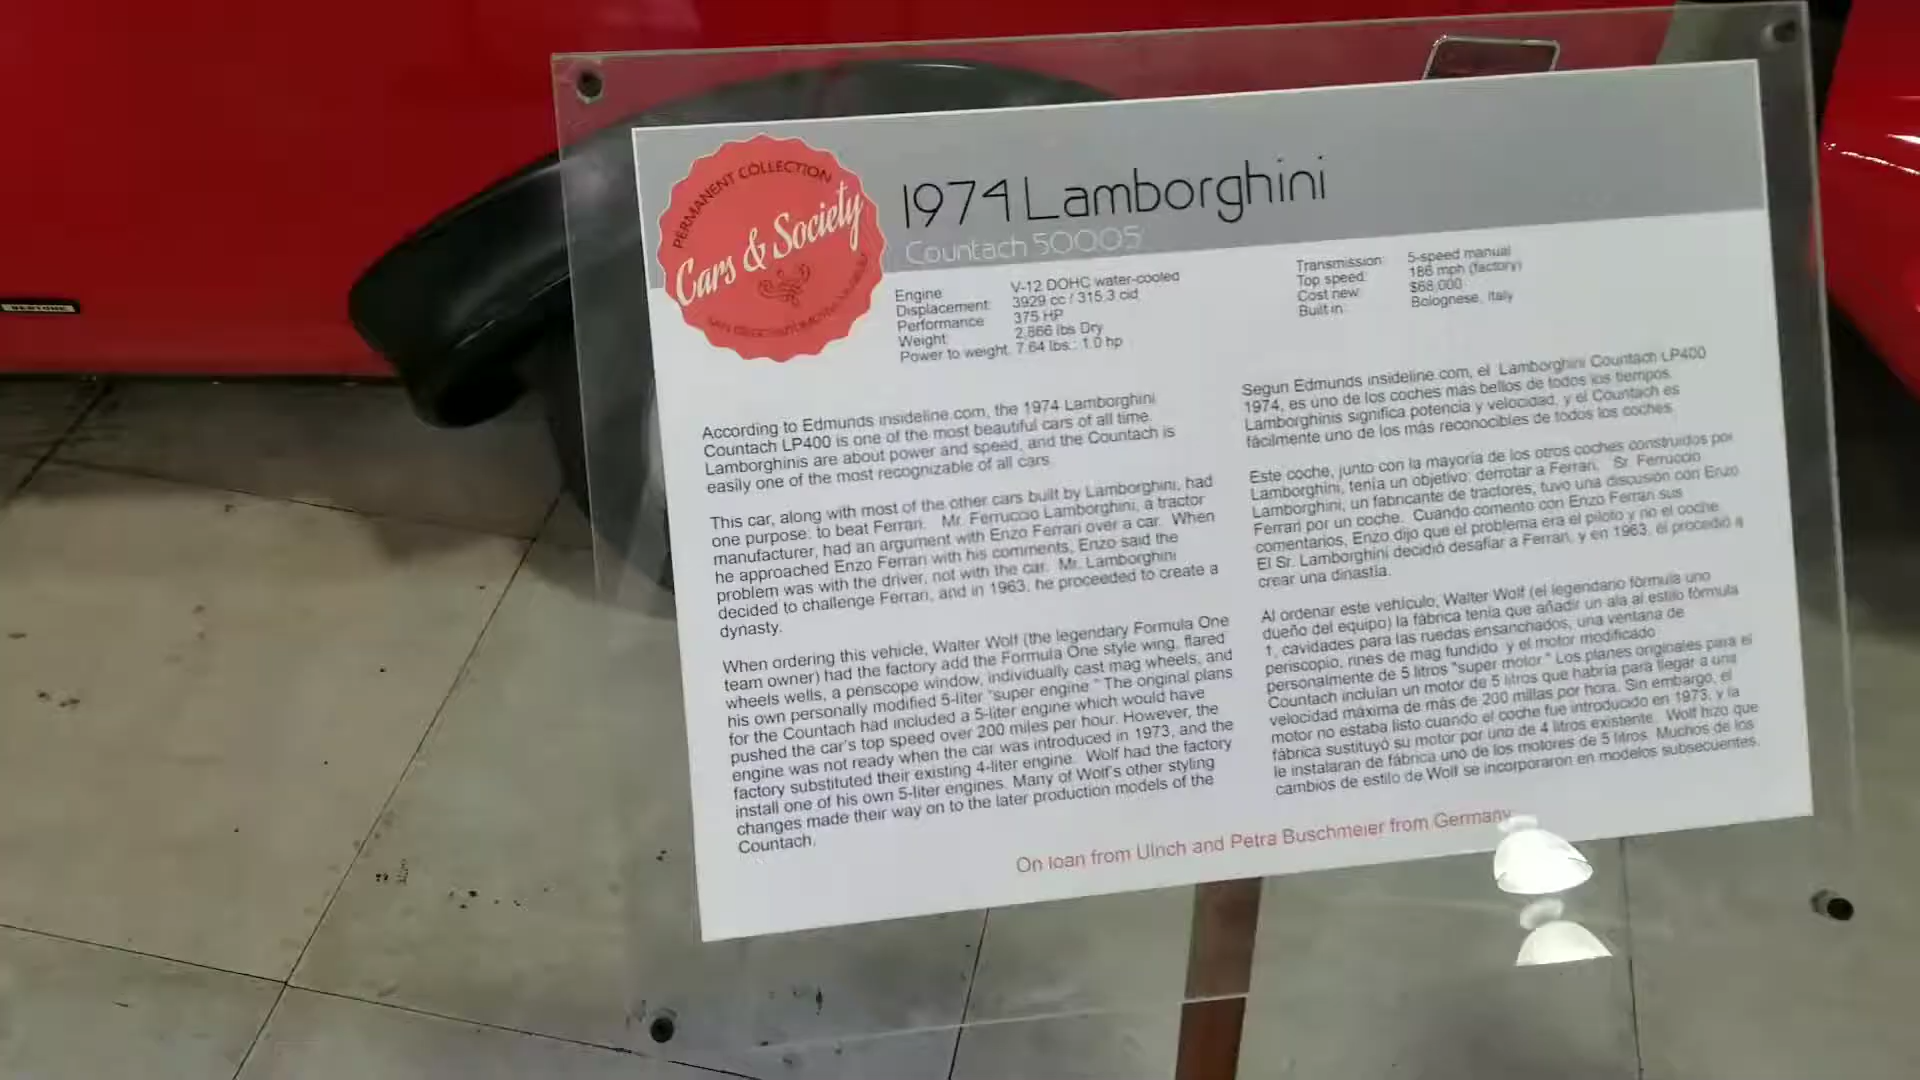 PERMANENT COLLECTION
Cars & Society
SAN DIEGO AUTOMOTIVE MUSEUM
1974 Lamborghini
Countach 5000S
Engine V-12 DOHC water-cooled
Displacement: 3929 cc / 315.3 cid
Performance 375 HP
Weight: 2,866 lbs Dry
Power to weight: 7.64 lbs.: 1.0 hp
Transmission: 5-speed manual
Top speed: 186 mph (factory)
Cost new: $68,000
Built in: Bolognese, Italy
According to Edmunds insideline.com, the 1974 Lamborghini
Countach LP400 is one of the most beautiful cars of all time.
Lamborghinis are about power and speed, and the Countach is
easily one of the most recognizable of all cars.
This car, along with most of the other cars built by Lamborghini, had
one purpose: to beat Ferrari. Mr. Ferruccio Lamborghini, a tractor
manufacturer, had an argument with Enzo Ferrari over a car. When
he approached Enzo Ferrari with his comments, Enzo said the
problem was with the driver, not with the car. Mr. Lamborghini
decided to challenge Ferrari, and in 1963, he proceeded to create a
dynasty.
When ordering this vehicle, Walter Wolf (the legendary Formula One
team owner) had the factory add the Formula One style wing, flared
wheels wells, a periscope window, individually cast mag wheels, and
his own personally modified 5-liter "super engine." The original plans
for the Countach had included a 5-liter engine which would have
pushed the car's top speed over 200 miles per hour. However, the
engine was not ready when the car was introduced in 1973, and the
factory substituted their existing 4-liter engine. Wolf had the factory
install one of his own 5-liter engines. Many of Wolf's other styling
changes made their way on to the later production models of the
Countach.
Segun Edmunds insideline.com, el Lamborghini Countach LP400
1974, es uno de los coches más bellos de todos los tiempos.
Lamborghinis significa potencia y velocidad, y el Countach es
fácilmente uno de los más reconocibles de todos los coches.
Este coche, junto con la mayoría de los otros coches construidos por
Lamborghini, tenía un objetivo: derrotar a Ferrari. Sr. Ferruccio
Lamborghini, un fabricante de tractores, tuvo una discusión con Enzo
Ferrari por un coche. Cuando comento con Enzo Ferrari sus
comentarios, Enzo dijo que el problema era el piloto y no el coche.
El Sr. Lamborghini decidió desafiar a Ferrari, y en 1963, el procedió a
crear una dinastía.
Al ordenar este vehículo, Walter Wolf (el legendario fórmula uno
dueño del equipo) la fábrica tenía que añadir un ala al estilo fórmula
1, cavidades para las ruedas ensanchados, una ventana de
periscopio, rines de mag fundido y el motor modificado
personalmente de 5 litros "super motor." Los planes originales para el
Countach incluían un motor de 5 litros que habría para llegar a una
velocidad máxima de más de 200 millas por hora. Sin embargo, el
motor no estaba listo cuando el coche fue introducido en 1973, y la
fábrica sustituyó su motor por uno de 4 litros existente. Wolf hizo que
le instalaran de fábrica uno de los motores de 5 litros. Muchos de los
cambios de estilo de Wolf se incorporaron en modelos subsecuentes.
On loan from Ulrich and Petra Buschmeier from Germany
BERTONE